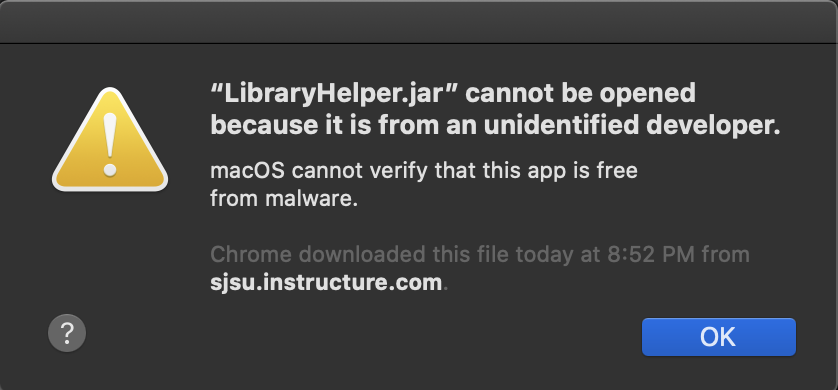 “LibraryHelper.jar” cannot be opened
because it is from an unidentified developer.
macOS cannot verify that this app is free
from malware.
Chrome downloaded this file today at 8:52 PM from
sjsu.instructure.com.
?
OK